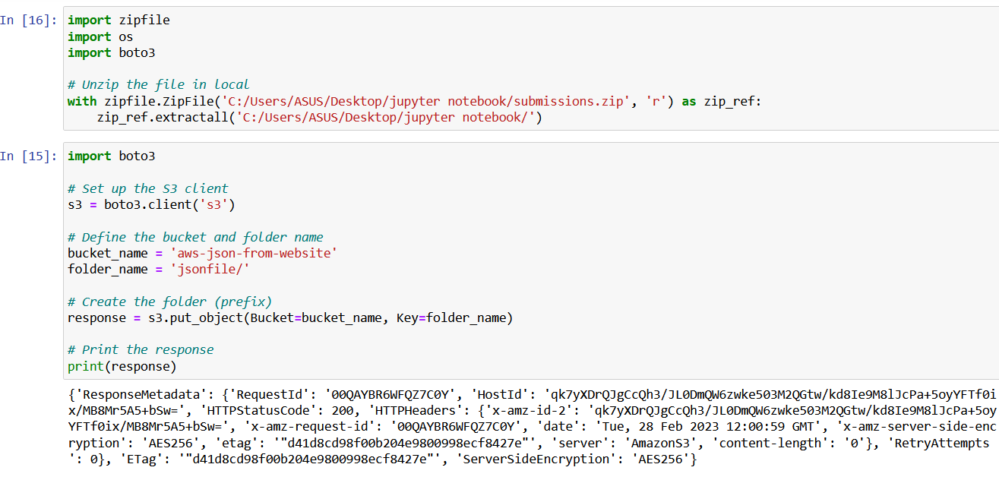 In [16]: import zipfile
import os
import boto3
# Unzip the file in local
with zipfile.ZipFile('C:/Users/ASUS/Desktop/jupyter notebook/submissions.zip', 'r') as zip_ref:
    zip_ref.extractall('C:/Users/ASUS/Desktop/jupyter notebook/')
In [15]: import boto3
# Set up the S3 client
s3 = boto3.client('s3')
# Define the bucket and folder name
bucket_name = 'aws-json-from-website'
folder_name = 'jsonfile/'
# Create the folder (prefix)
response = s3.put_object(Bucket=bucket_name, Key=folder_name)
# Print the response
print(response)
{'ResponseMetadata': {'RequestId': '00QAYBR6WFQZ7C0Y', 'HostId': 'qk7yXDrQJgCcQh3/JL0DmQW6zwke503M2QGtw/kd8Ie9M8lJcPa+5oyYFTf0i
x/MB8Mr5A5+bSw=', 'HTTPStatusCode': 200, 'HTTPHeaders': {'x-amz-id-2': 'qk7yXDrQJgCcQh3/JL0DmQW6zwke503M2QGtw/kd8Ie9M8lJcPa+5oy
YFTf0ix/MB8Mr5A5+bSw=', 'x-amz-request-id': '00QAYBR6WFQZ7C0Y', 'date': 'Tue, 28 Feb 2023 12:00:59 GMT', 'x-amz-server-side-enc
ryption': 'AES256', 'etag': '"d41d8cd98f00b204e9800998ecf8427e"', 'server': 'AmazonS3', 'content-length': '0'}, 'RetryAttempts
': 0}, 'ETag': '"d41d8cd98f00b204e9800998ecf8427e"', 'ServerSideEncryption': 'AES256'}